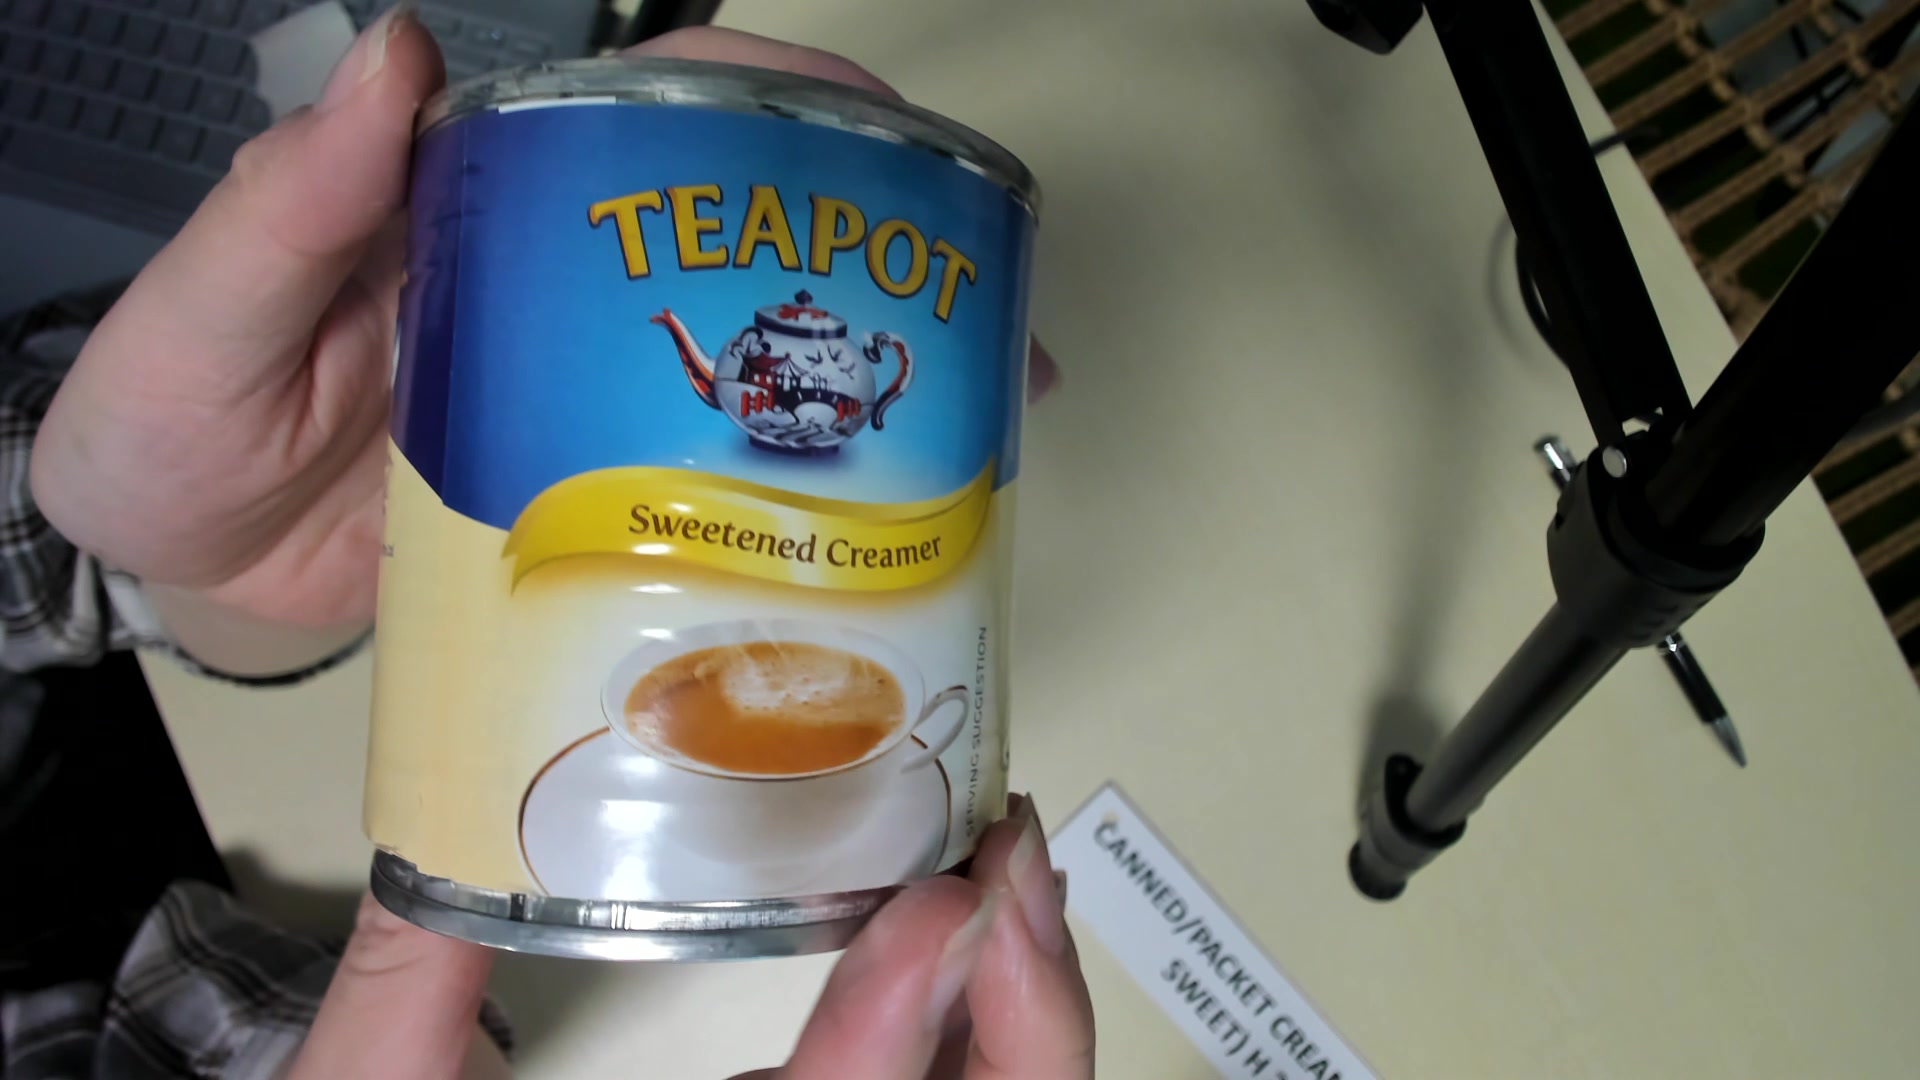 TEAPOT
Sweetened Creamer
SERVING SUGGESTION
CANNED/PACKET CREAM
SWEET) H